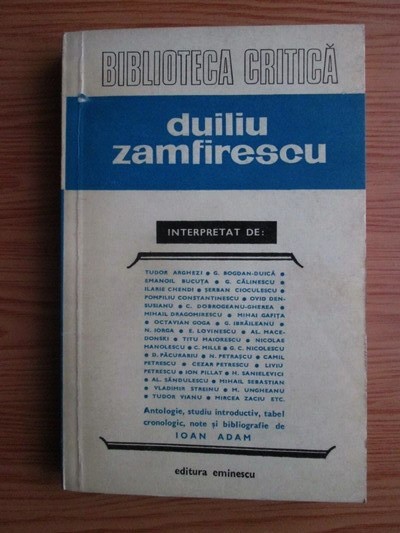 BIBLIOTECA CRITICĂ
duiliu
zamfirescu
INTERPRETAT DE:
TUDOR ARGHEZI • G. BOGDAN-DUICĂ •
EMANOIL BUCUȚA • G. CĂLINESCU •
ILARIE CHENDI • ȘERBAN CIOCULESCU •
POMPILIU CONSTANTINESCU • OVID DEN-
SUSIANU • C. DOBROGEANU-GHEREA •
MIHAIL DRAGOMIRESCU • MIHAI GAFIȚA
• OCTAVIAN GOGA • G. IBRĂILEANU •
N. IORGA • E. LOVINESCU • AL. MACE-
DONSKI • TITU MAIORESCU • NICOLAE
MANOLESCU • C. MILLE • G. C. NICOLESCU
• D. PĂCURARIU • N. PETRAȘCU • CAMIL
PETRESCU • CEZAR PETRESCU • LIVIU
PETRESCU • ION PILLAT • H. SANIELEVICI
• AL. SĂNDULESCU • MIHAIL SEBASTIAN
• VLADIMIR STREINU • M. UNGHEANU
• TUDOR VIANU • MIRCEA ZACIU ETC.
Antologie, studiu introductiv, tabel
cronologic, note și bibliografie de
IOAN ADAM
editura eminescu